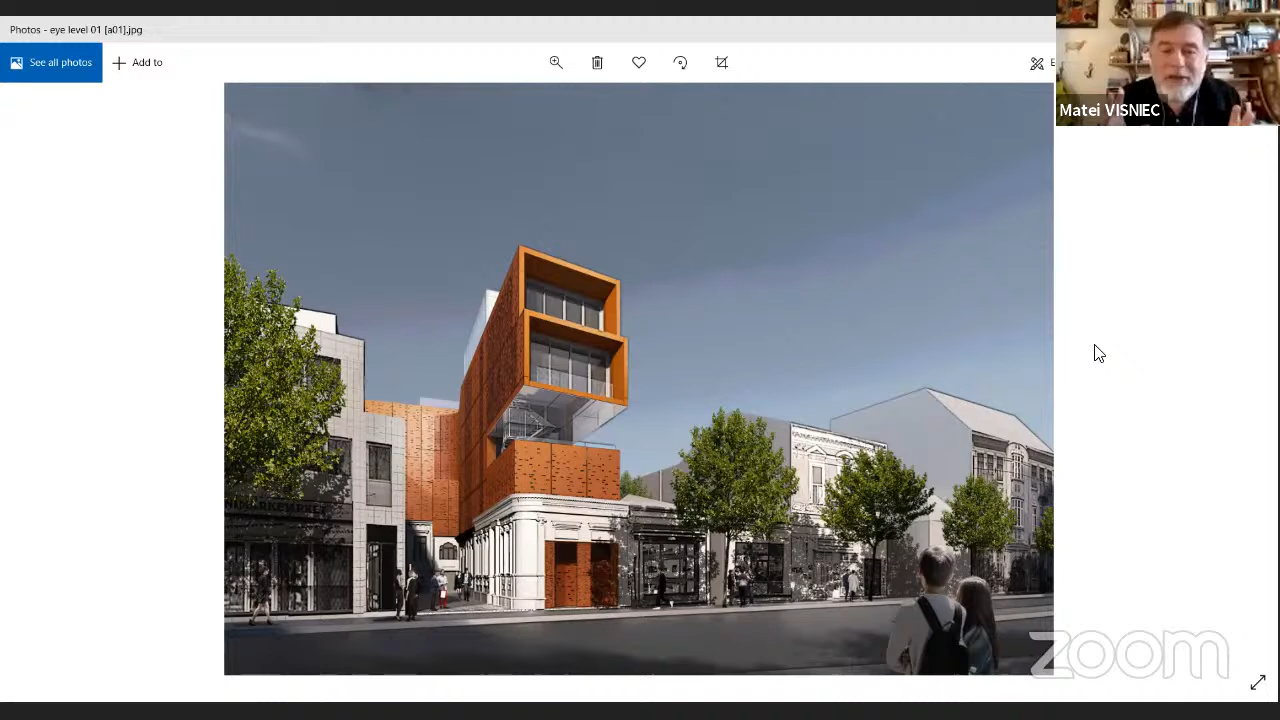 Photos - eye level 01 [a01].jpg
See all photos
Add to
E
Matei VISNIEC
zoom